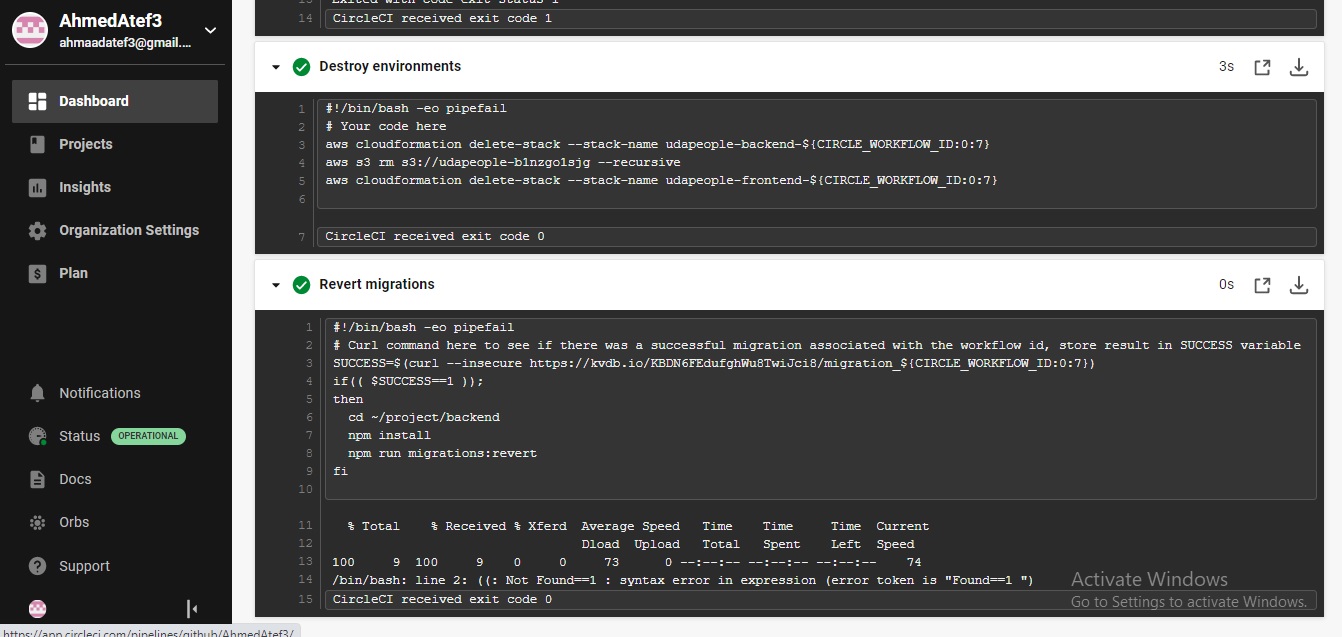 AhmedAtef3
ahmaadatef3@gmail....
Dashboard
Projects
Insights
Organization Settings
Plan
Notifications
Status OPERATIONAL
Docs
Orbs
Support
https://app.circleci.com/pipelines/github/AhmedAtef3/
13 Exited with code exit status 1
14 CircleCI received exit code 1
Destroy environments 3s
1 #!/bin/bash -eo pipefail
2 # Your code here
3 aws cloudformation delete-stack --stack-name udapeople-backend-${CIRCLE_WORKFLOW_ID:0:7}
4 aws s3 rm s3://udapeople-b1nzgo1sjg --recursive
5 aws cloudformation delete-stack --stack-name udapeople-frontend-${CIRCLE_WORKFLOW_ID:0:7}
6
7 CircleCI received exit code 0
Revert migrations 0s
1 #!/bin/bash -eo pipefail
2 # Curl command here to see if there was a successful migration associated with the workflow id, store result in SUCCESS variable
3 SUCCESS=$(curl --insecure https://kvdb.io/KBDN6FEdufghWu8TwiJci8/migration_${CIRCLE_WORKFLOW_ID:0:7})
4 if(( $SUCCESS==1 ));
5 then
6 cd ~/project/backend
7 npm install
8 npm run migrations:revert
9 fi
10
11 % Total % Received % Xferd Average Speed Time Time Time Current
12 Dload Upload Total Spent Left Speed
13 100 9 100 9 0 0 73 0 --:--:-- --:--:-- --:--:-- 74
14 /bin/bash: line 2: ((: Not Found==1 : syntax error in expression (error token is "Found==1 ")
15 CircleCI received exit code 0
Activate Windows
Go to Settings to activate Windows.